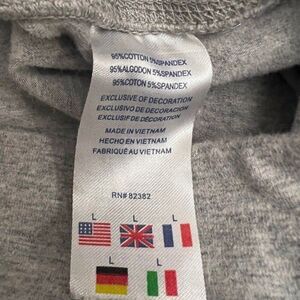 95%COTTON 5%SPANDEX
95%ALGODON 5%SPANDEX
95%COTON 5%SPANDEX
EXCLUSIVE OF DECORATION
EXCLUSIVO DE DECORACION
EXCLUSIF DE DÉCORATION
MADE IN VIETNAM
HECHO EN VIETNAM
FABRIQUÉ AU VIETNAM
RN# 82382
L L L
L L